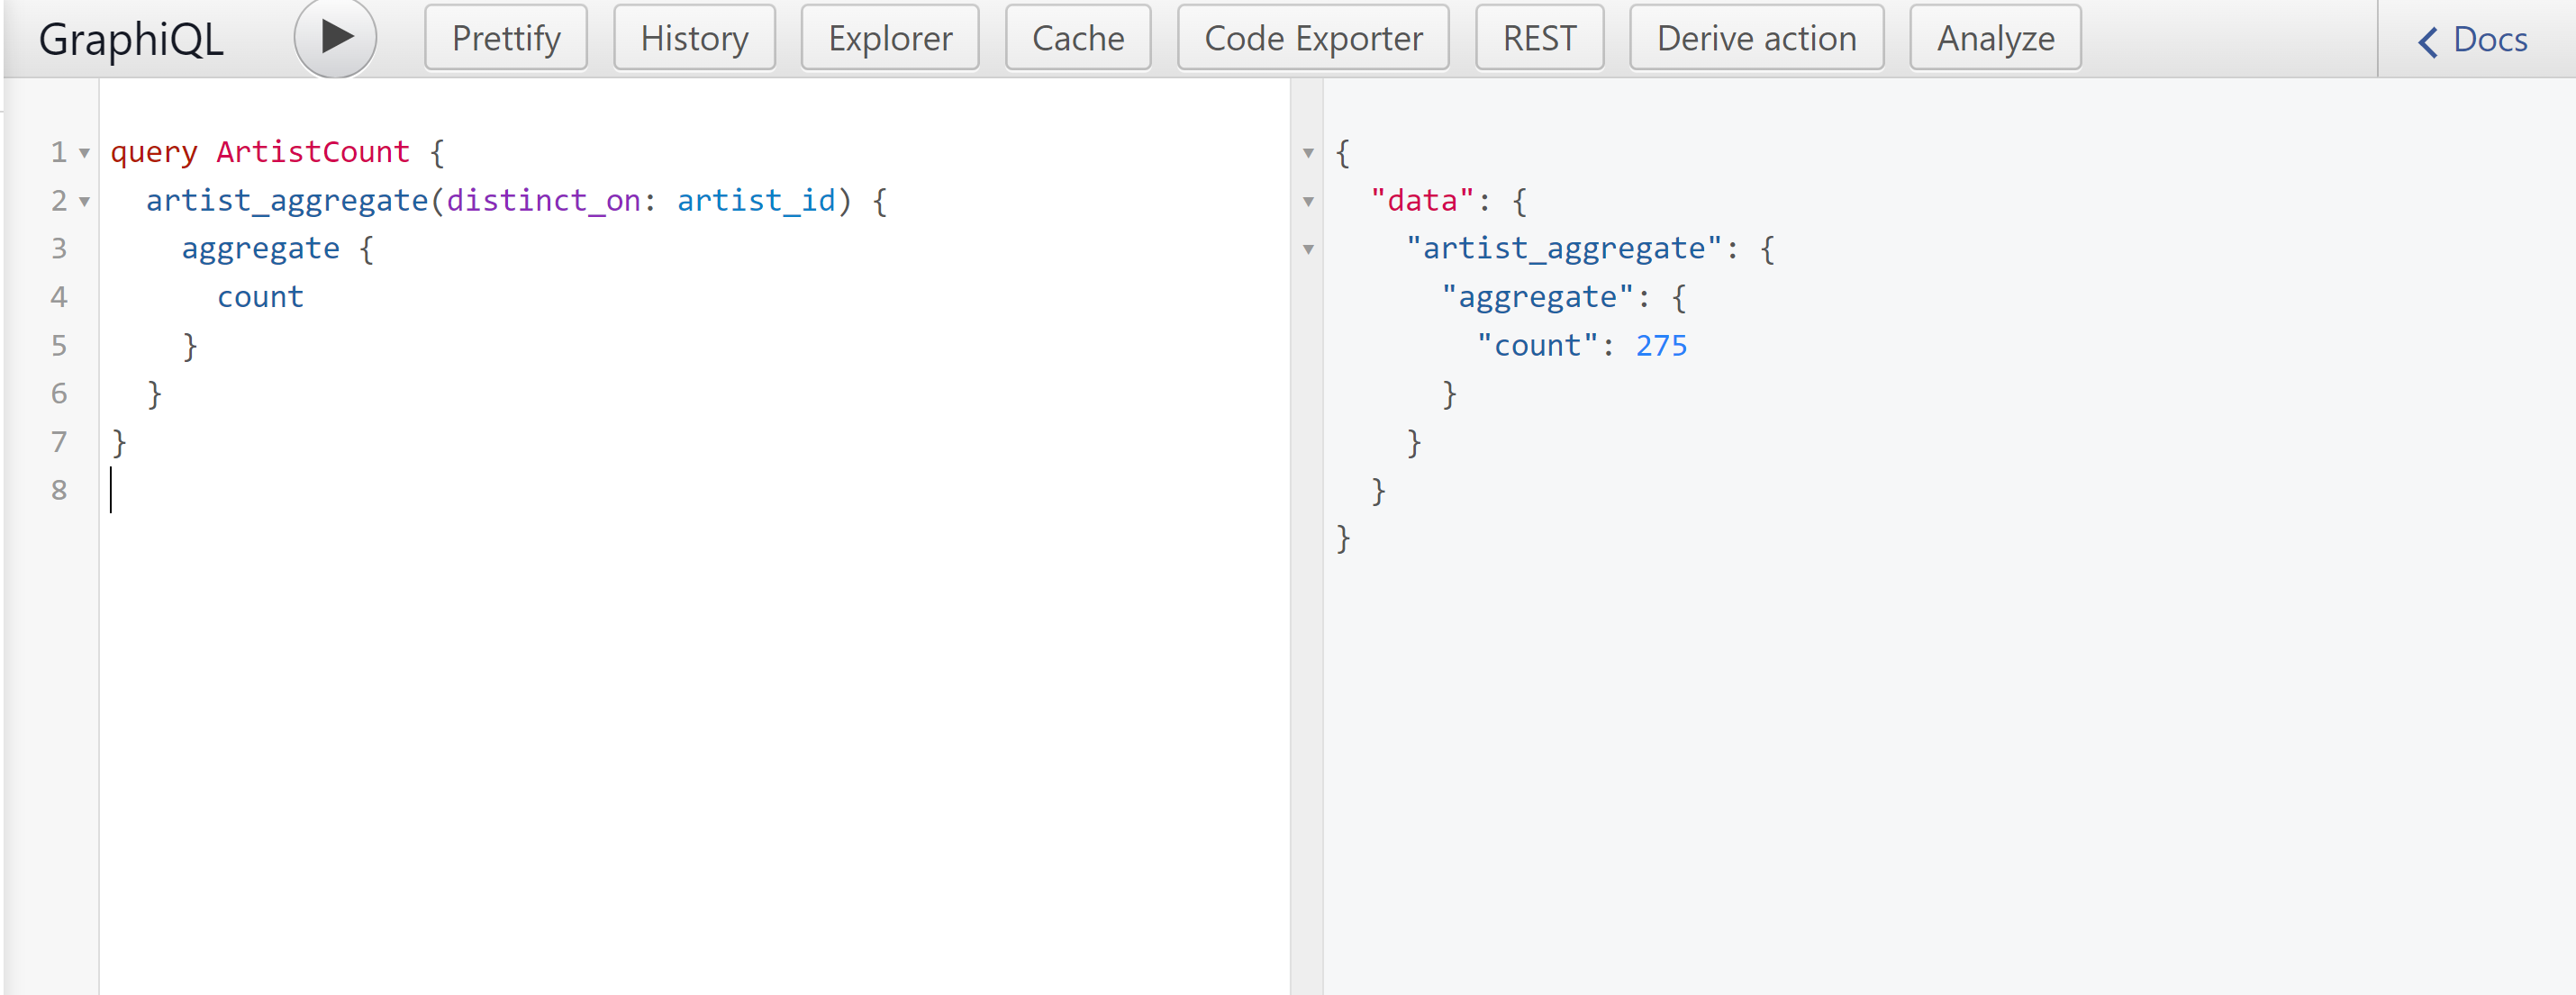 GraphiQL Prettify History Explorer Cache Code Exporter REST Derive action Analyze Docs
1 query ArtistCount {
2 artist_aggregate(distinct_on: artist_id) {
3 aggregate {
4 count
5 }
6 }
7 }
8
{
"data": {
"artist_aggregate": {
"aggregate": {
"count": 275
}
}
}
}